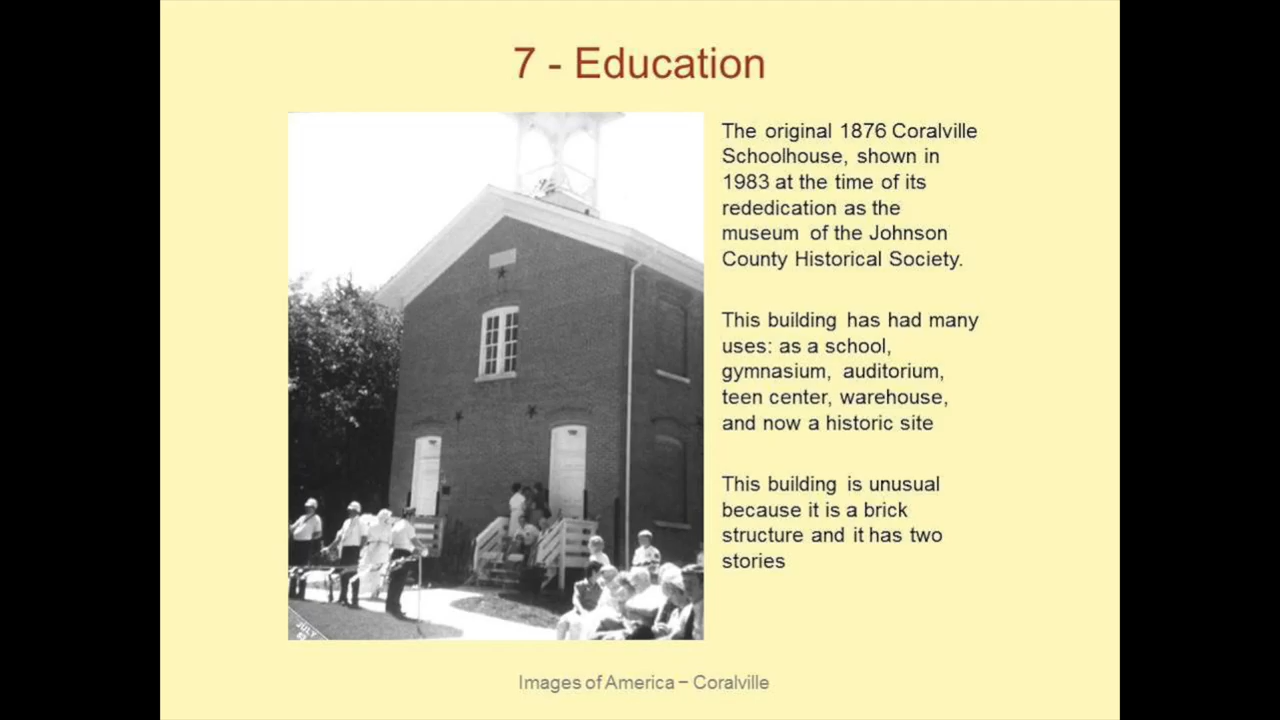 7 - Education
The original 1876 Coralville
Schoolhouse, shown in
1983 at the time of its
rededication as the
museum of the Johnson
County Historical Society.
This building has had many
uses: as a school,
gymnasium, auditorium,
teen center, warehouse,
and now a historic site
This building is unusual
because it is a brick
structure and it has two
stories
JULY
83
Images of America – Coralville